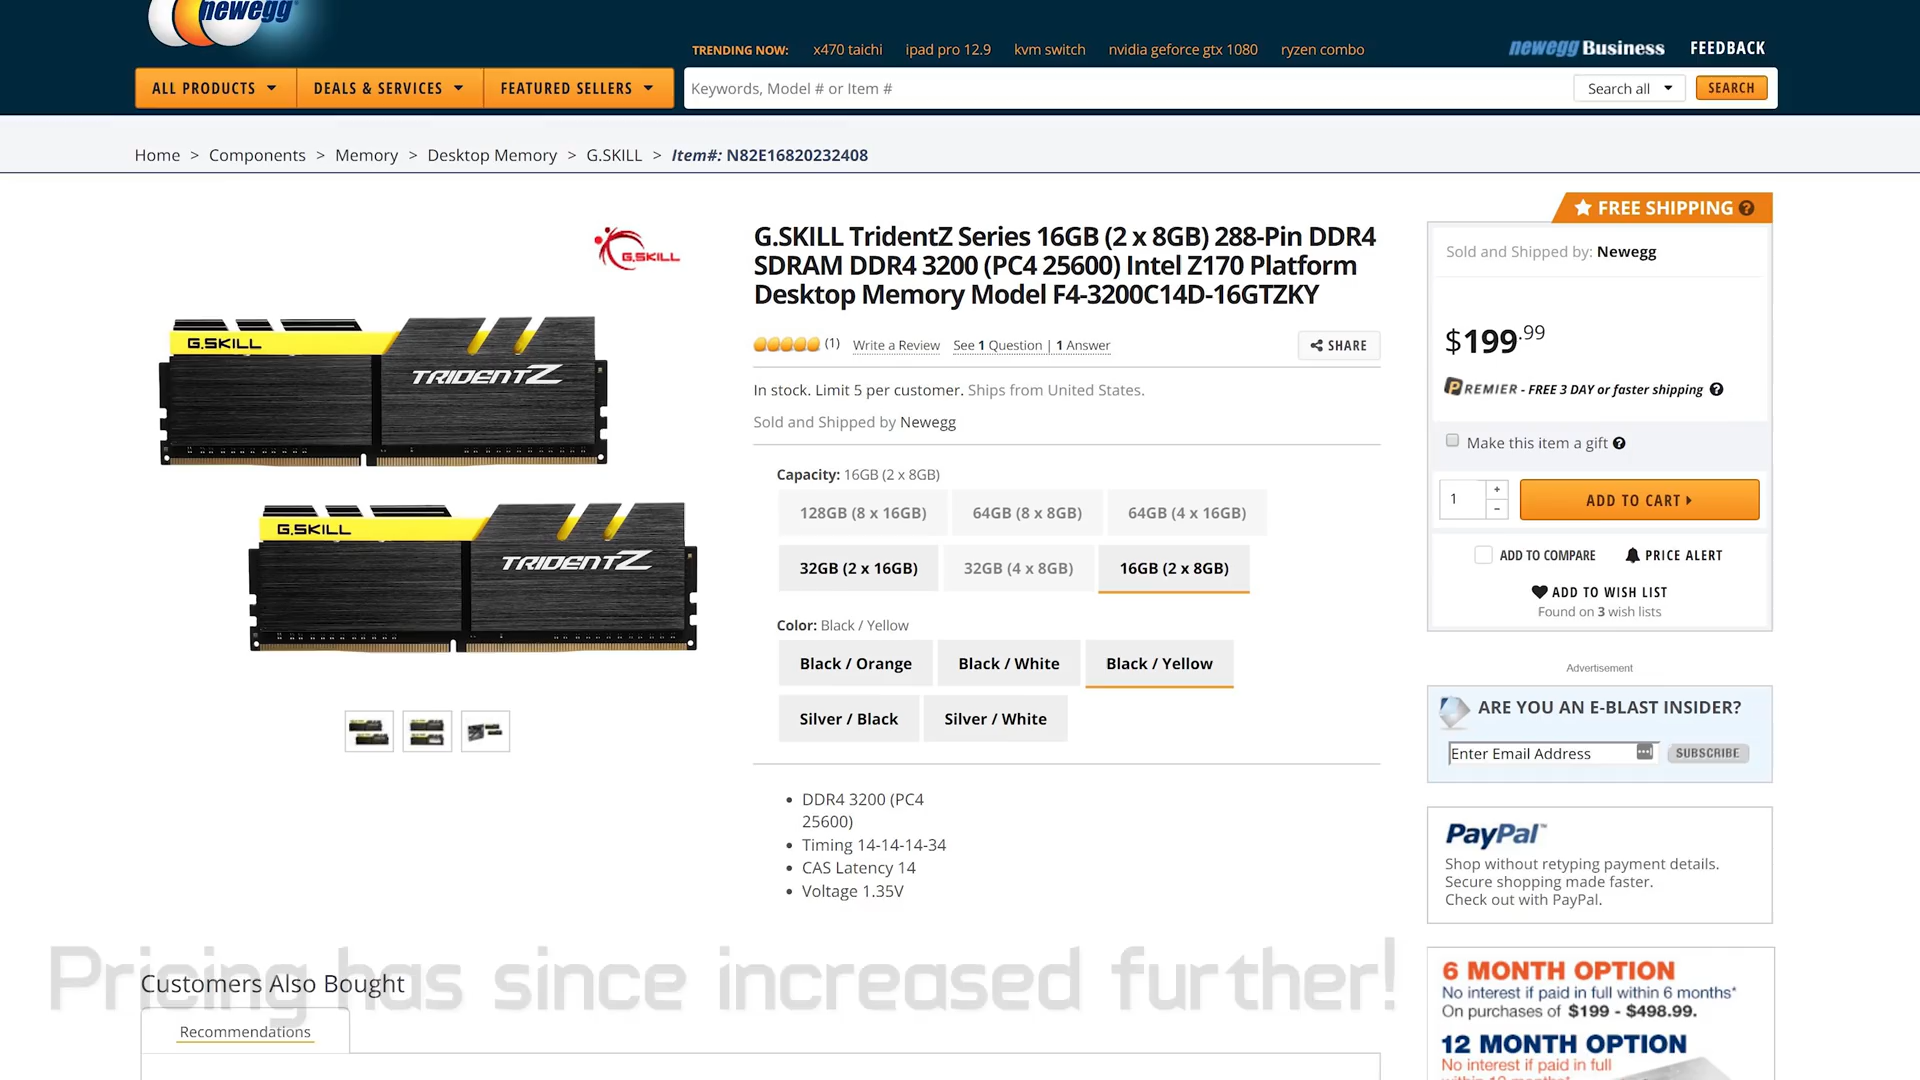 newegg
TRENDING NOW: x470 taichi ipad pro 12.9 kvm switch nvidia geforce gtx 1080 ryzen combo
newegg Business FEEDBACK
ALL PRODUCTS DEALS & SERVICES FEATURED SELLERS Keywords, Model # or Item # Search all SEARCH
Home > Components > Memory > Desktop Memory > G.SKILL > Item#: N82E16820232408
G.SKILL
G.SKILL
TRIDENTZ
G.SKILL
TRIDENTZ
G.SKILL TridentZ Series 16GB (2 x 8GB) 288-Pin DDR4
SDRAM DDR4 3200 (PC4 25600) Intel Z170 Platform
Desktop Memory Model F4-3200C14D-16GTZKY
(1) Write a Review See 1 Question | 1 Answer SHARE
In stock. Limit 5 per customer. Ships from United States.
Sold and Shipped by Newegg
Capacity: 16GB (2 x 8GB)
128GB (8 x 16GB) 64GB (8 x 8GB) 64GB (4 x 16GB)
32GB (2 x 16GB) 32GB (4 x 8GB) 16GB (2 x 8GB)
Color: Black / Yellow
Black / Orange Black / White Black / Yellow
Silver / Black Silver / White
DDR4 3200 (PC4
25600)
Timing 14-14-14-34
CAS Latency 14
Voltage 1.35V
FREE SHIPPING ?
Sold and Shipped by: Newegg
$199.99
PREMIER - FREE 3 DAY or faster shipping ?
Make this item a gift ?
1 + - ADD TO CART
ADD TO COMPARE PRICE ALERT
ADD TO WISH LIST
Found on 3 wish lists
Advertisement
ARE YOU AN E-BLAST INSIDER?
Enter Email Address SUBSCRIBE
PayPal™
Shop without retyping payment details.
Secure shopping made faster.
Check out with PayPal.
6 MONTH OPTION
No interest if paid in full within 6 months*
On purchases of $199 - $498.99.
12 MONTH OPTION
No interest if paid in full
within 12 months*
Pricing has since increased further!
Customers Also Bought
Recommendations